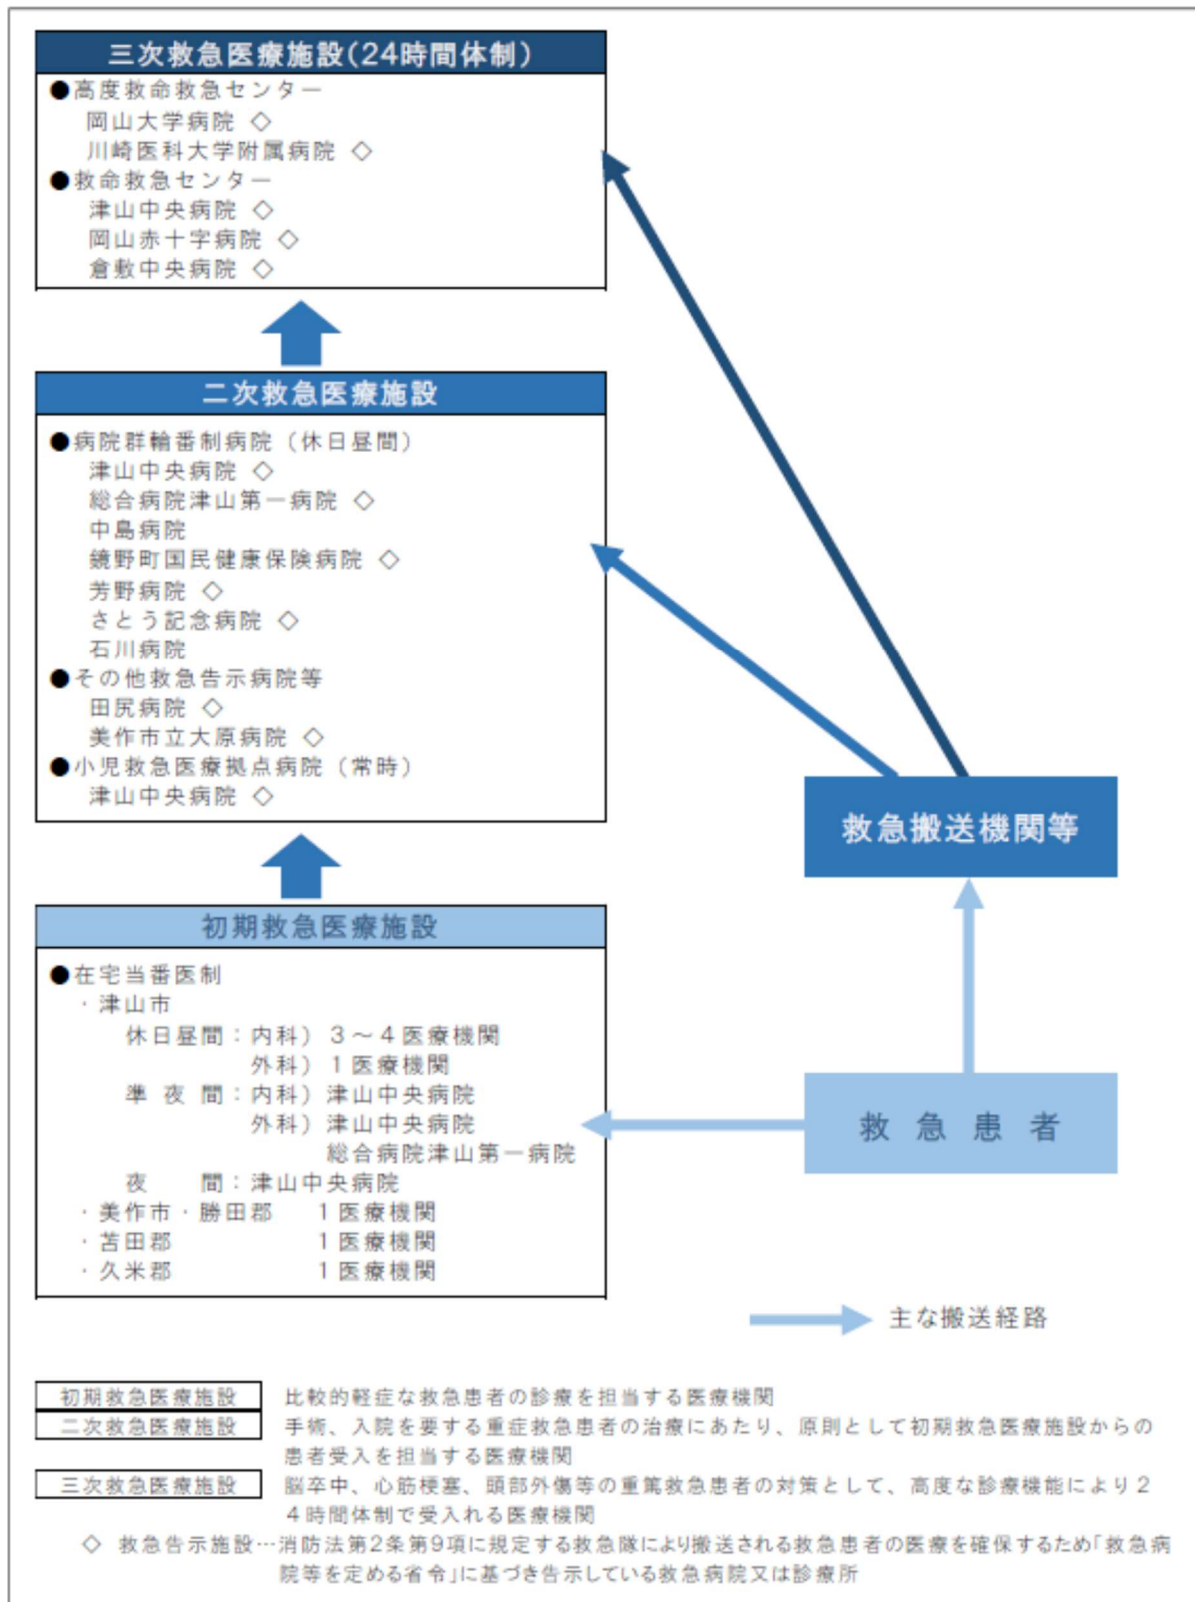 三次救急医療施設(24時間体制)
●高度救命救急センター
岡山大学病院 ◇
川崎医科大学附属病院 ◇
●救命救急センター
津山中央病院 ◇
岡山赤十字病院 ◇
倉敷中央病院 ◇
二次救急医療施設
●病院群輪番制病院（休日昼間）
津山中央病院 ◇
総合病院津山第一病院 ◇
中島病院
鏡野町国民健康保険病院 ◇
芳野病院 ◇
さとう記念病院 ◇
石川病院
●その他救急告示病院等
田尻病院 ◇
美作市立大原病院 ◇
●小児救急医療拠点病院（常時）
津山中央病院 ◇
救急搬送機関等
初期救急医療施設
●在宅当番医制
・津山市
休日昼間：内科）３～４医療機関
外科）１医療機関
準 夜 間：内科）津山中央病院
外科）津山中央病院
総合病院津山第一病院
夜　　間：津山中央病院
・美作市・勝田郡　１医療機関
・苫田郡　１医療機関
・久米郡　１医療機関
救 急 患 者
主な搬送経路
初期救急医療施設　比較的軽症な救急患者の診療を担当する医療機関
二次救急医療施設　手術、入院を要する重症救急患者の治療にあたり、原則として初期救急医療施設からの
患者受入を担当する医療機関
三次救急医療施設　脳卒中、心筋梗塞、頭部外傷等の重篤救急患者の対策として、高度な診療機能により２
４時間体制で受入れる医療機関
◇ 救急告示施設…消防法第2条第9項に規定する救急隊により搬送される救急患者の医療を確保するため「救急病
院等を定める省令」に基づき告示している救急病院又は診療所